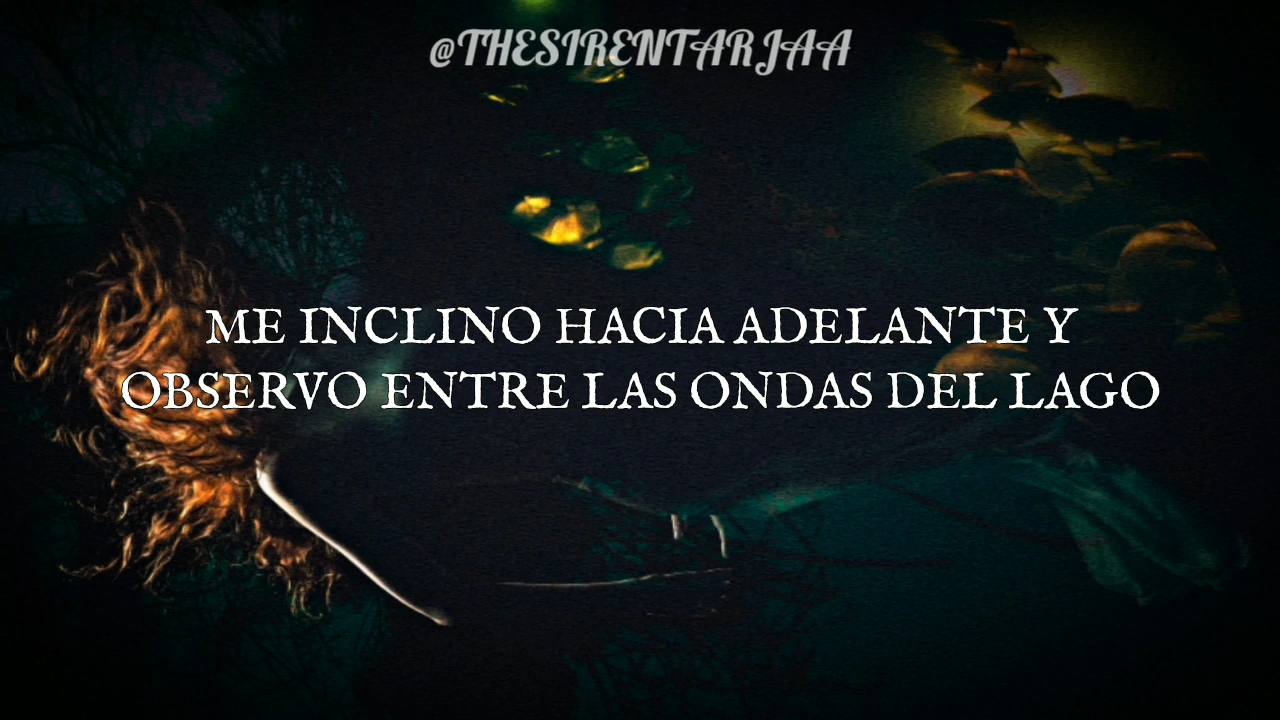 @THESIRENTARJAA
ME INCLINO HACIA ADELANTE Y
OBSERVO ENTRE LAS ONDAS DEL LAGO